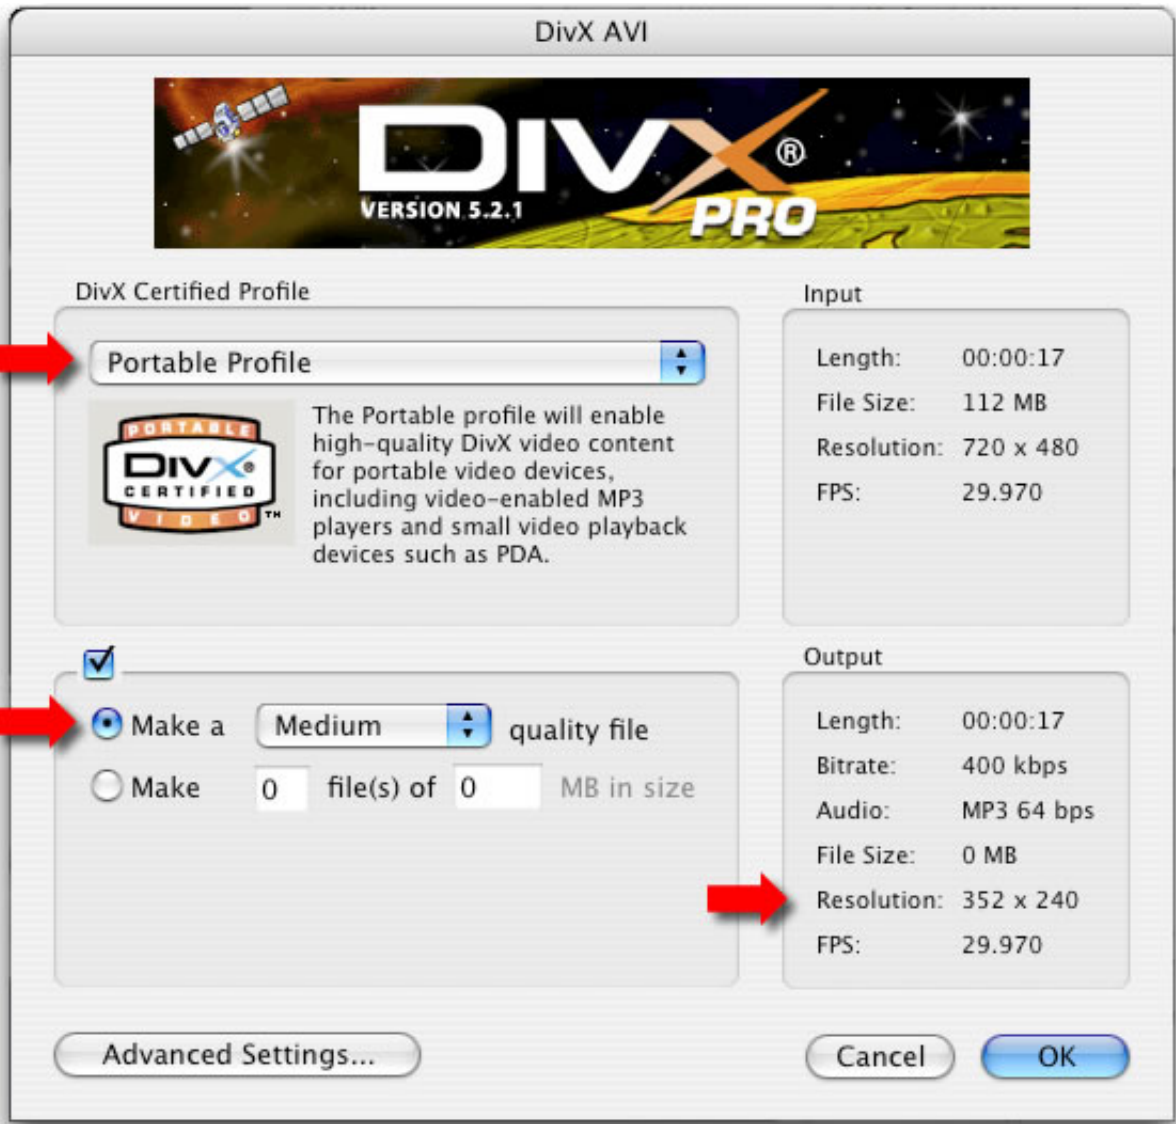 DivX AVI
DIVX®
VERSION 5.2.1
PRO
DivX Certified Profile
Portable Profile
PORTABLE
DIVX®
CERTIFIED
VIDEO™
The Portable profile will enable
high-quality DivX video content
for portable video devices,
including video-enabled MP3
players and small video playback
devices such as PDA.
Input
Length: 00:00:17
File Size: 112 MB
Resolution: 720 x 480
FPS: 29.970
Make a Medium quality file
Make 0 file(s) of 0 MB in size
Output
Length: 00:00:17
Bitrate: 400 kbps
Audio: MP3 64 bps
File Size: 0 MB
Resolution: 352 x 240
FPS: 29.970
Advanced Settings...
Cancel
OK